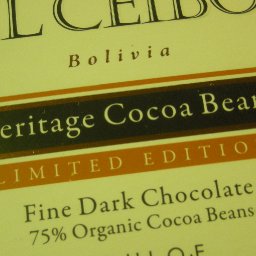 L CEIBO
Bolivia
eritage Cocoa Bean
LIMITED EDITIO
Fine Dark Chocolate
75% Organic Cocoa Beans